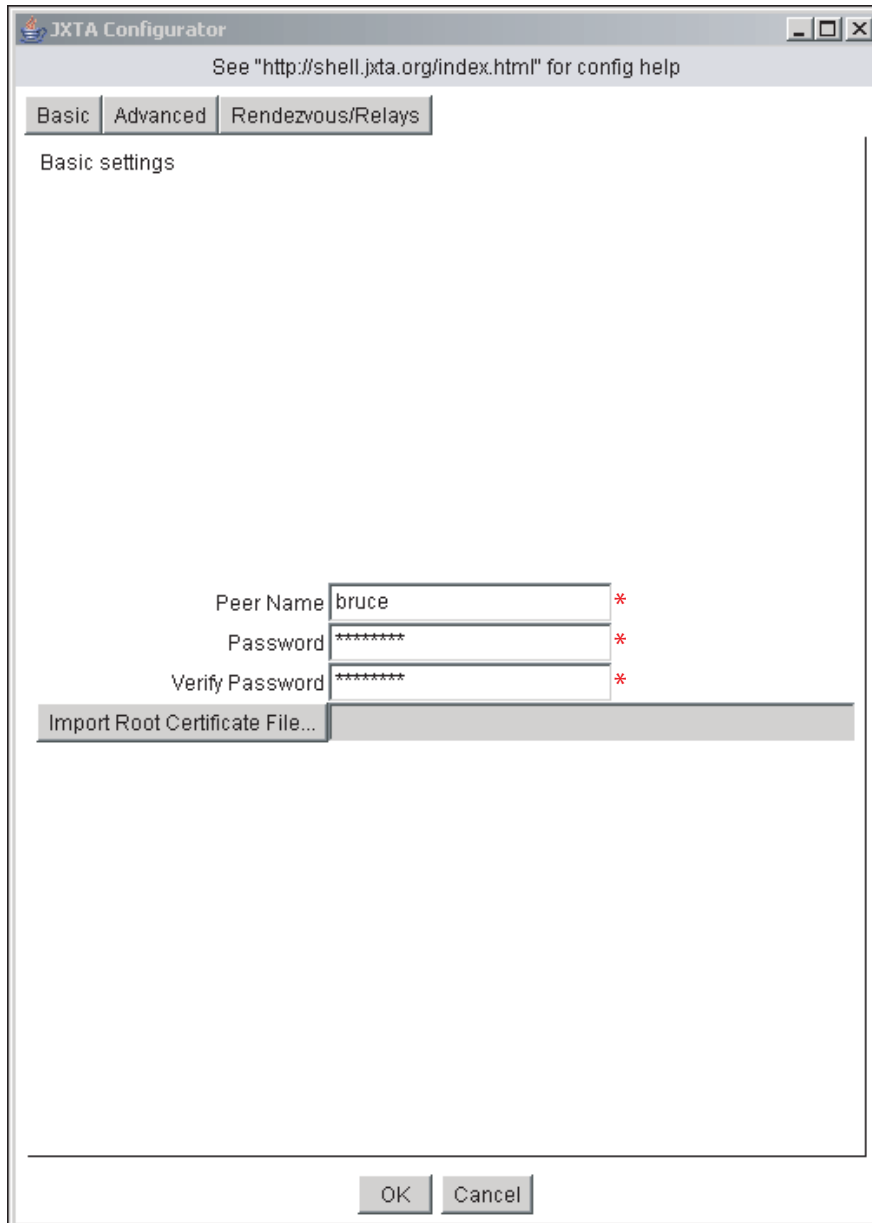 JXTA Configurator
See "http://shell.jxta.org/index.html" for config help
Basic Advanced Rendezvous/Relays
Basic settings
Peer Name bruce *
Password ******** *
Verify Password ******** *
Import Root Certificate File...
OK Cancel